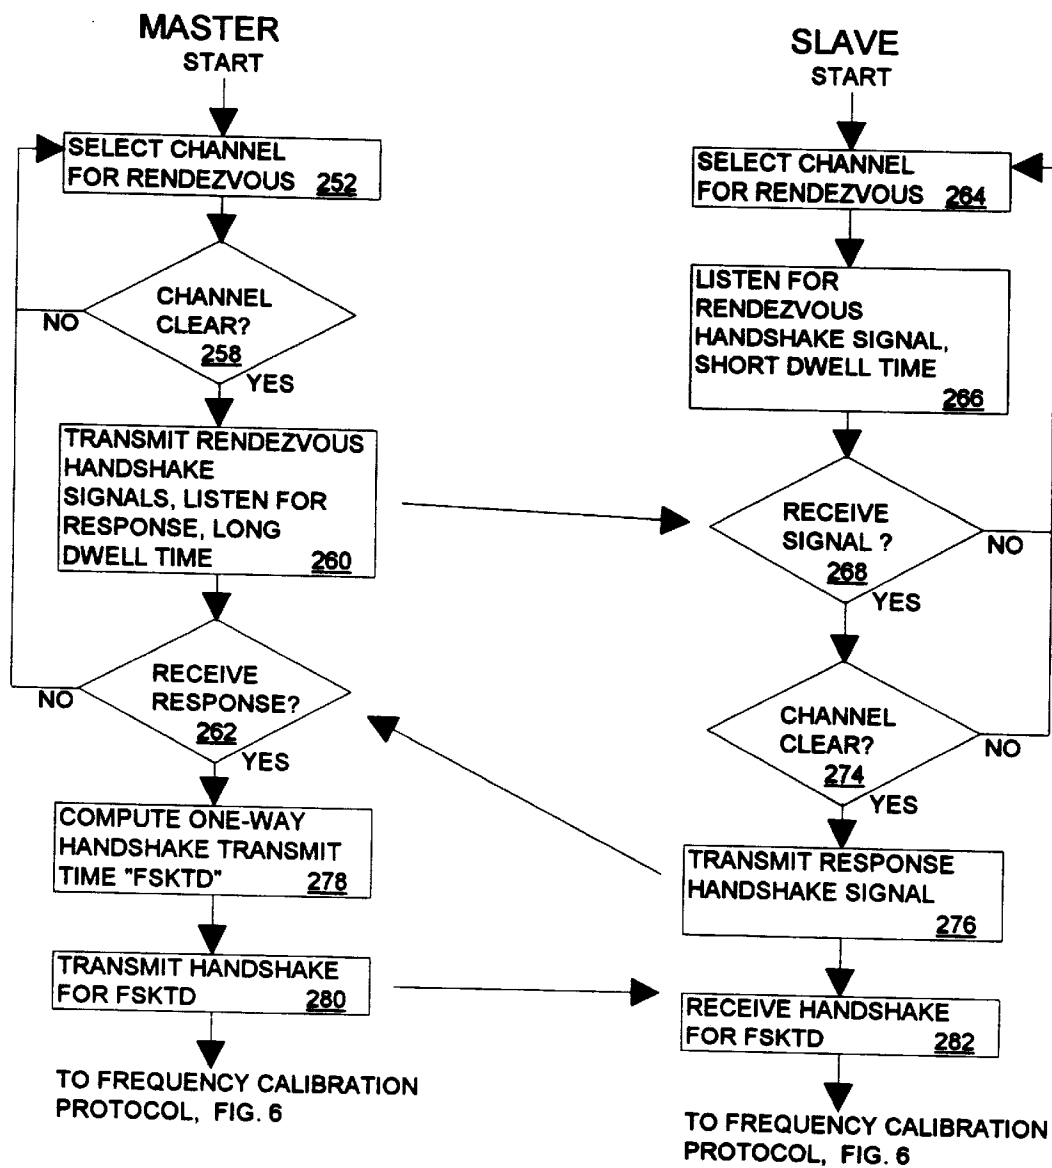 MASTER
START
SELECT CHANNEL
FOR RENDEZVOUS 252
CHANNEL
CLEAR?
258
NO
YES
TRANSMIT RENDEZVOUS
HANDSHAKE
SIGNALS, LISTEN FOR
RESPONSE, LONG
DWELL TIME 260
RECEIVE
RESPONSE?
262
NO
YES
COMPUTE ONE-WAY
HANDSHAKE TRANSMIT
TIME "FSKTD" 278
TRANSMIT HANDSHAKE
FOR FSKTD 280
TO FREQUENCY CALIBRATION
PROTOCOL, FIG. 6
SLAVE
START
SELECT CHANNEL
FOR RENDEZVOUS 264
LISTEN FOR
RENDEZVOUS
HANDSHAKE SIGNAL,
SHORT DWELL TIME
266
RECEIVE
SIGNAL ?
268
NO
YES
CHANNEL
CLEAR?
274
NO
YES
TRANSMIT RESPONSE
HANDSHAKE SIGNAL
276
RECEIVE HANDSHAKE
FOR FSKTD 282
TO FREQUENCY CALIBRATION
PROTOCOL, FIG. 6